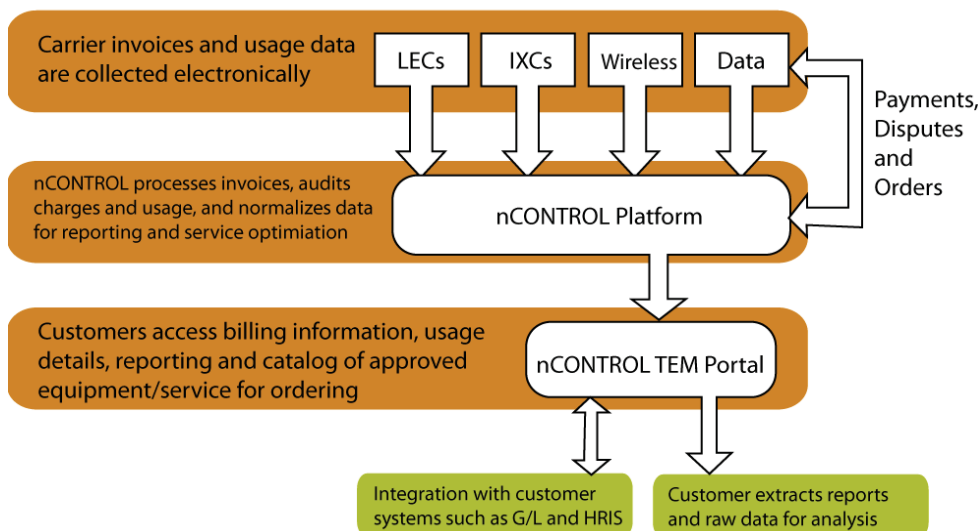 Carrier invoices and usage data
are collected electronically
LECs
IXCs
Wireless
Data
Payments,
Disputes
and
Orders
nCONTROL processes invoices, audits
charges and usage, and normalizes data
for reporting and service optimiation
nCONTROL Platform
Customers access billing information, usage
details, reporting and catalog of approved
equipment/service for ordering
nCONTROL TEM Portal
Integration with customer
systems such as G/L and HRIS
Customer extracts reports
and raw data for analysis